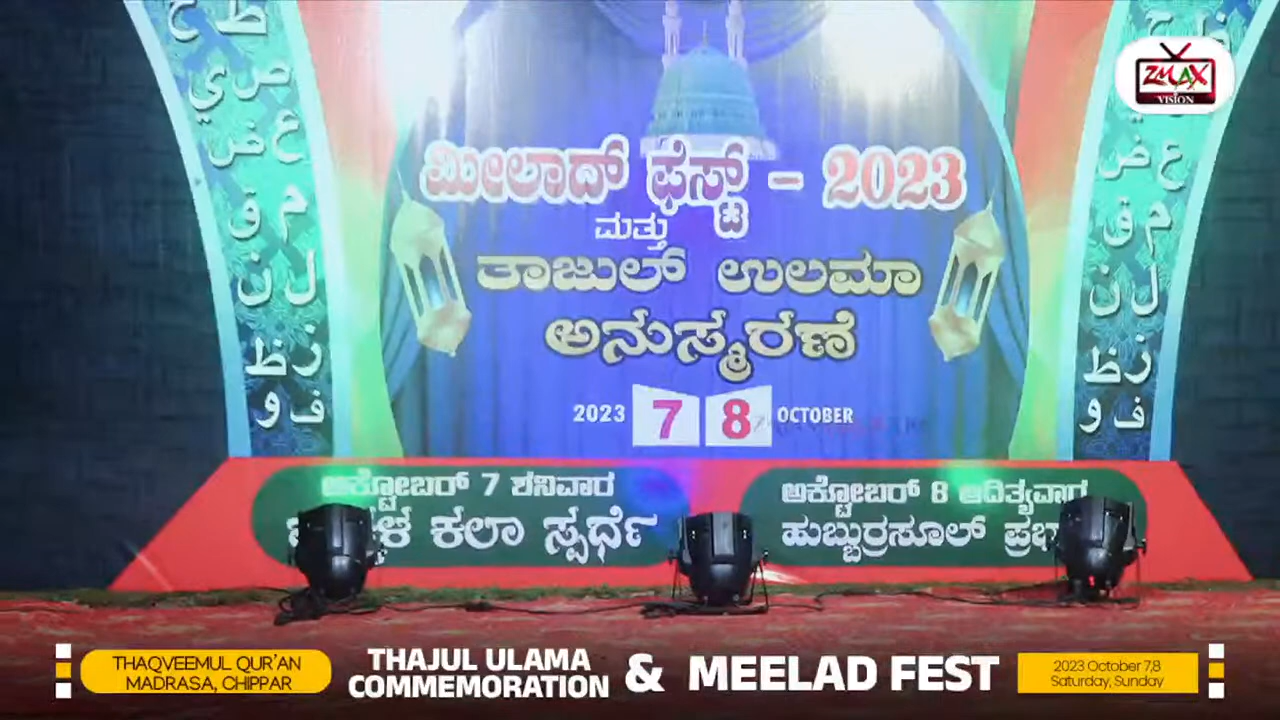 ZMAX
VISION
ಮೀಲಾದ್ ಫೆಸ್ಟ್ - 2023
ಮತ್ತು
ತಾಜುಲ್ ಉಲಮಾ
ಅನುಸ್ಮರಣೆ
2023 7 8 OCTOBER
ಅಕ್ಟೋಬರ್ 7 ಶನಿವಾರ
ಕಲಾ ಸ್ಪರ್ಧೆ
ಅಕ್ಟೋಬರ್ 8 ಆದಿತ್ಯವಾರ
ಹುಬ್ಬುರ್ರಸೂಲ್
THAQVEEMUL QUR'AN
MADRASA, CHIPPAR
THAJUL ULAMA
COMMEMORATION
& MEELAD FEST
2023 October 7,8
Saturday, Sunday